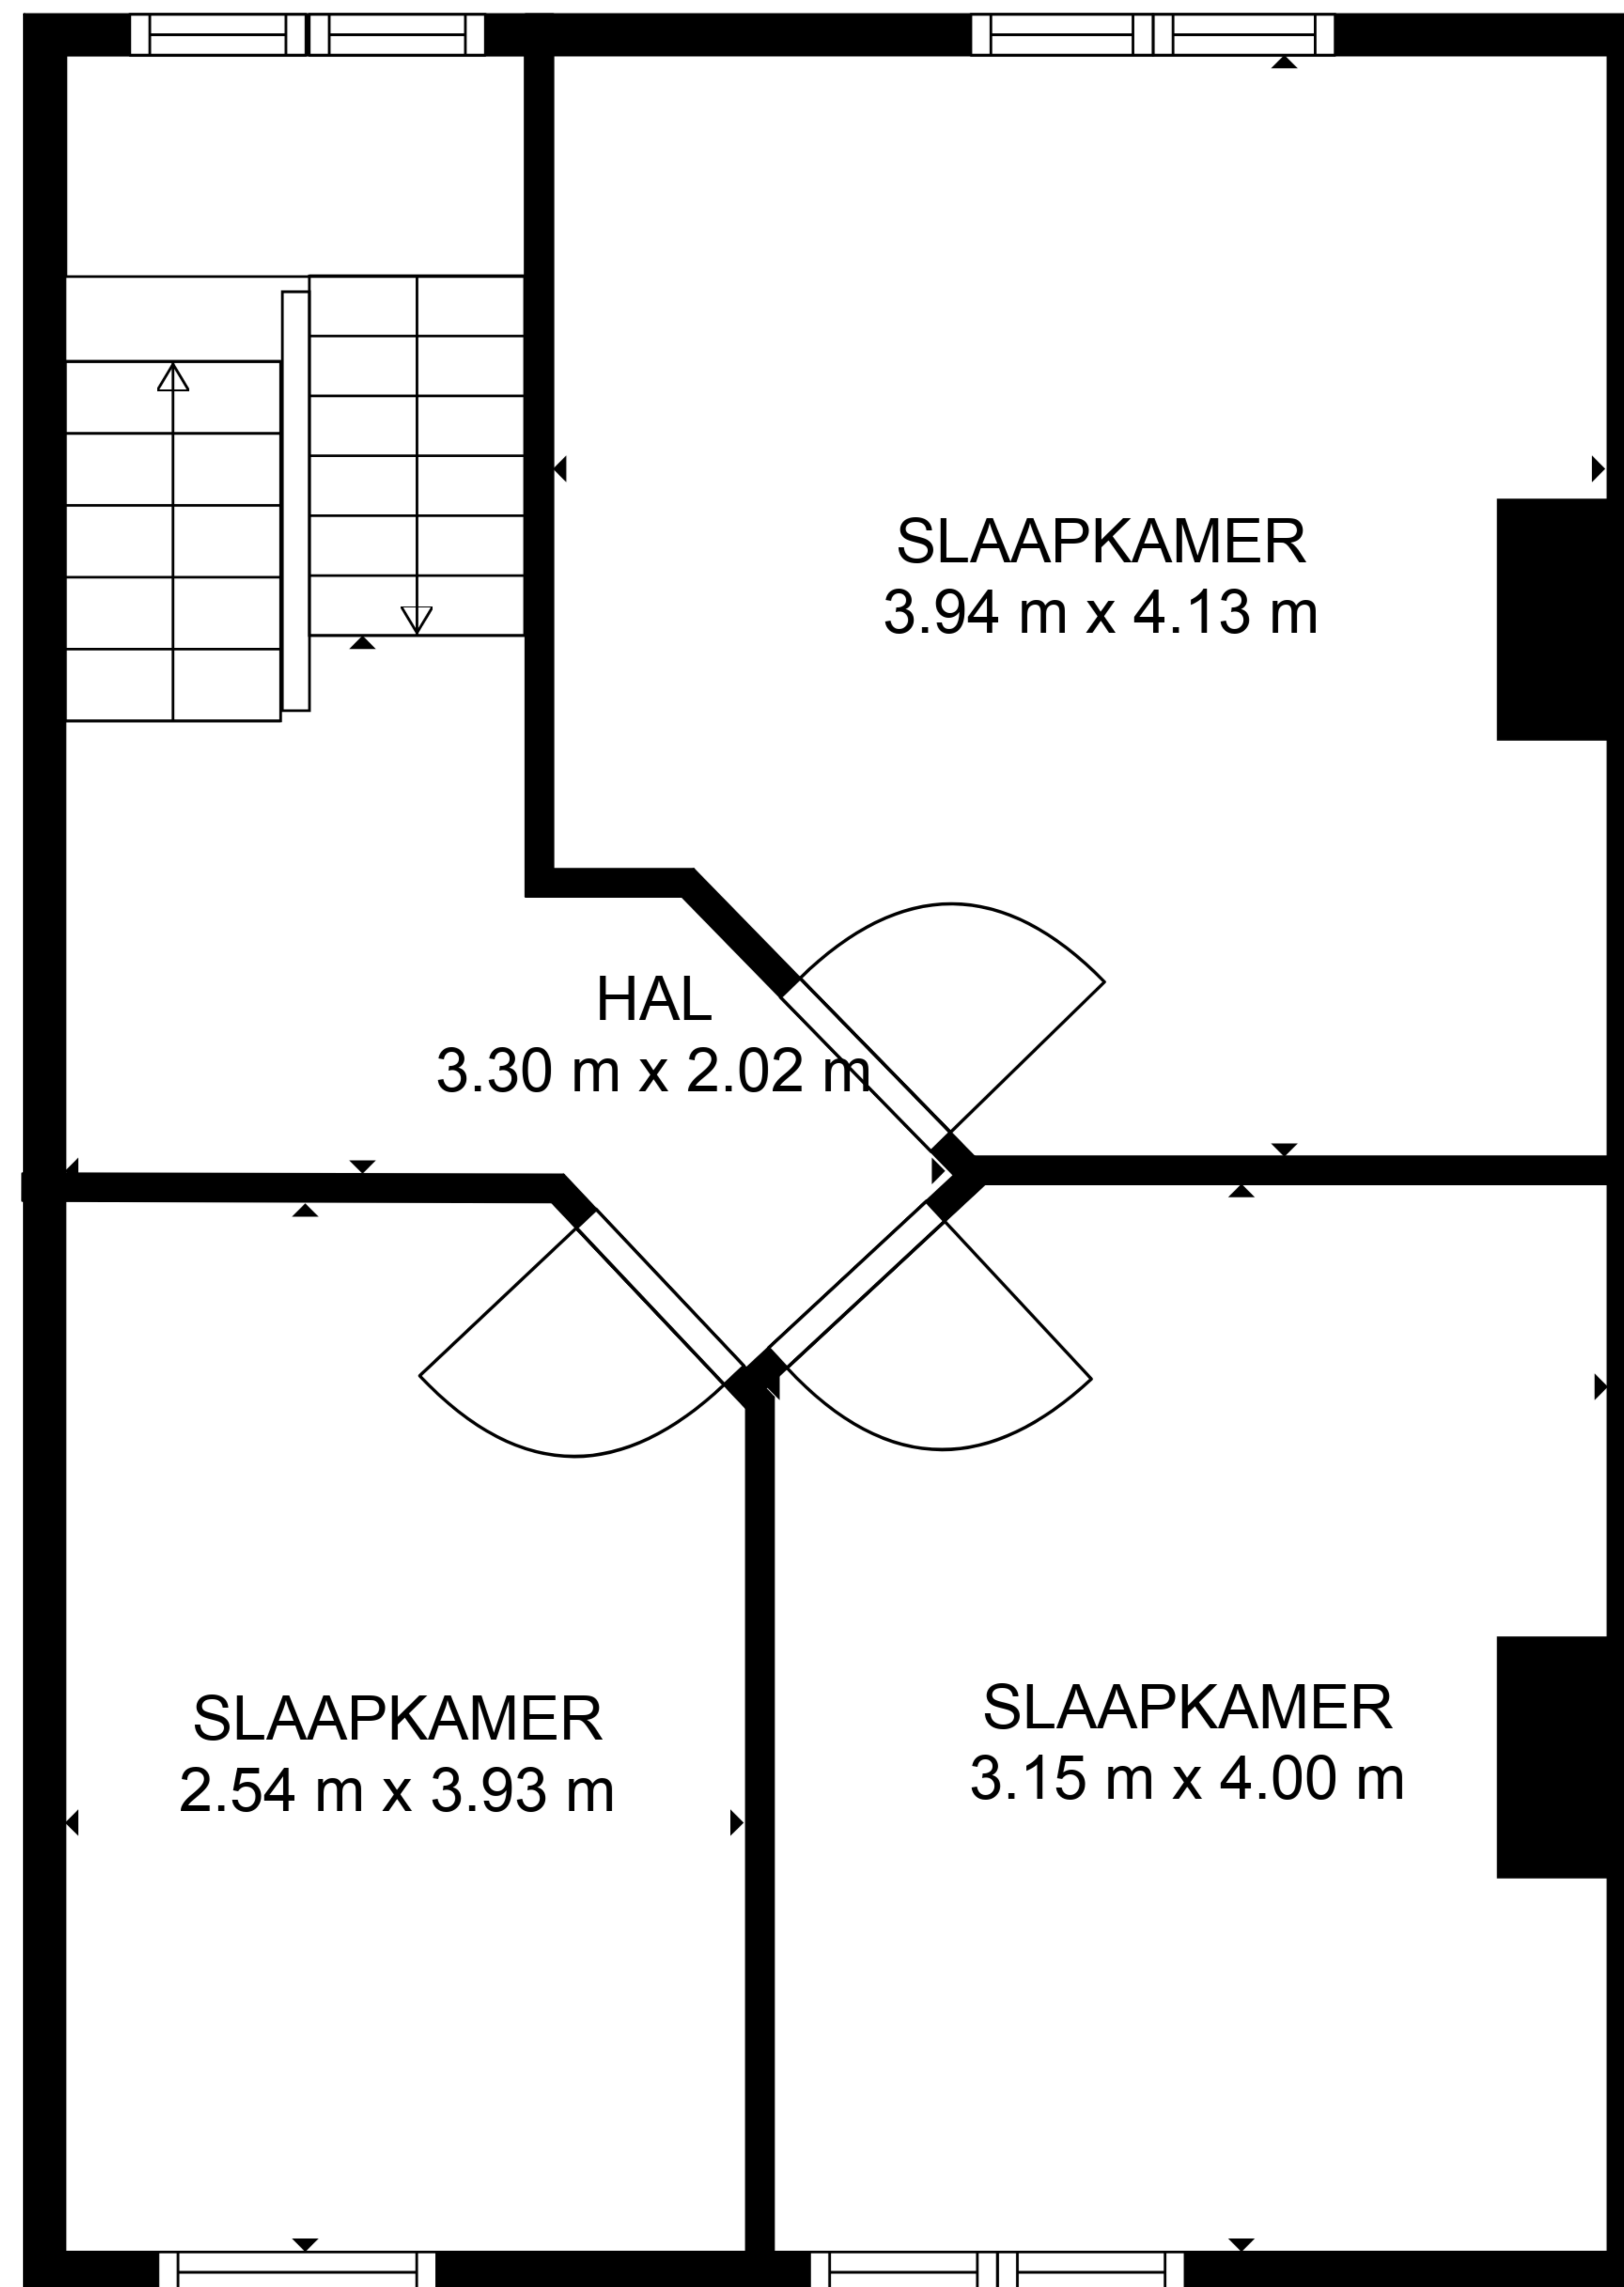 SLAAPKAMER
3.94 m x 4.13 m
HAL
3.30 m x 2.02 m
SLAAPKAMER
2.54 m x 3.93 m
SLAAPKAMER
3.15 m x 4.00 m